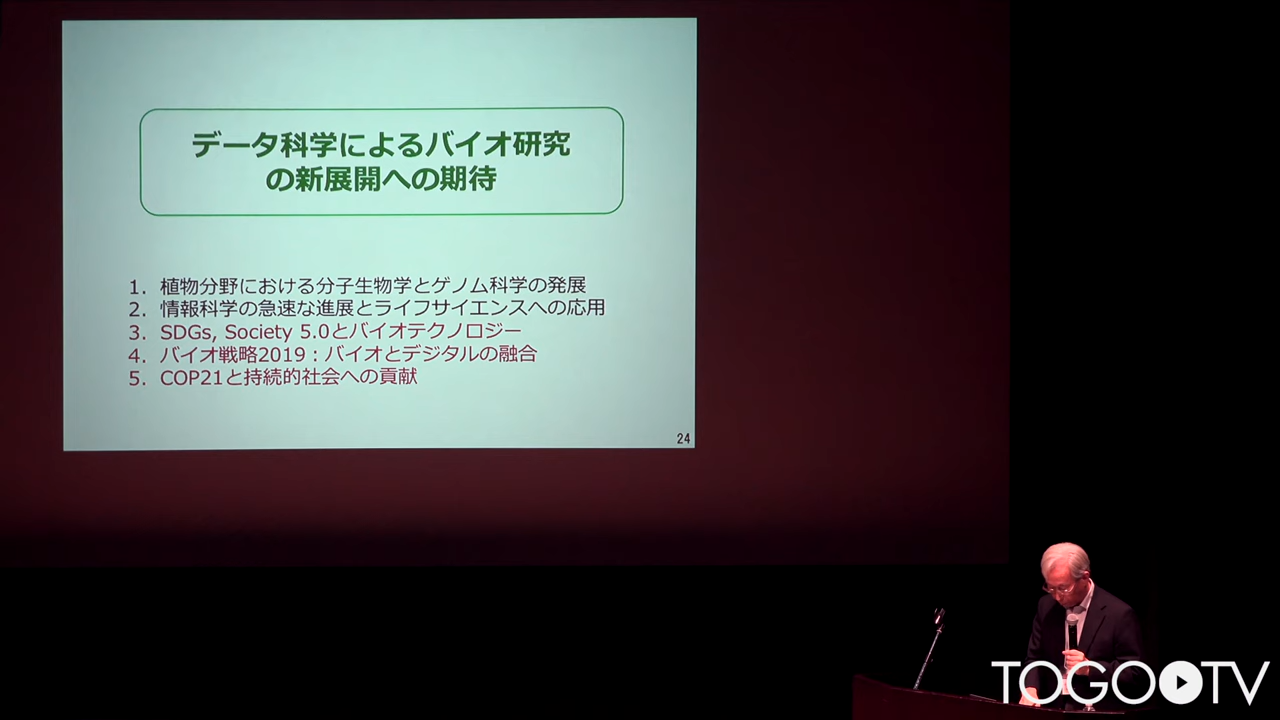 データ科学によるバイオ研究
の新展開への期待
1. 植物分野における分子生物学とゲノム科学の発展
2. 情報科学の急速な進展とライフサイエンスへの応用
3. SDGs, Society 5.0とバイオテクノロジー
4. バイオ戦略2019：バイオとデジタルの融合
5. COP21と持続的社会への貢献
24
TOGO TV